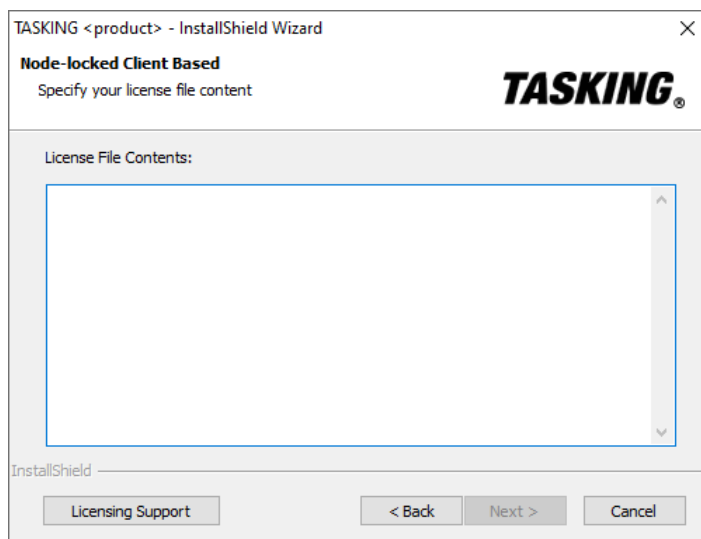 TASKING <product> - InstallShield Wizard
Node-locked Client Based
Specify your license file content
TASKING®
License File Contents:
InstallShield
Licensing Support
< Back
Next >
Cancel